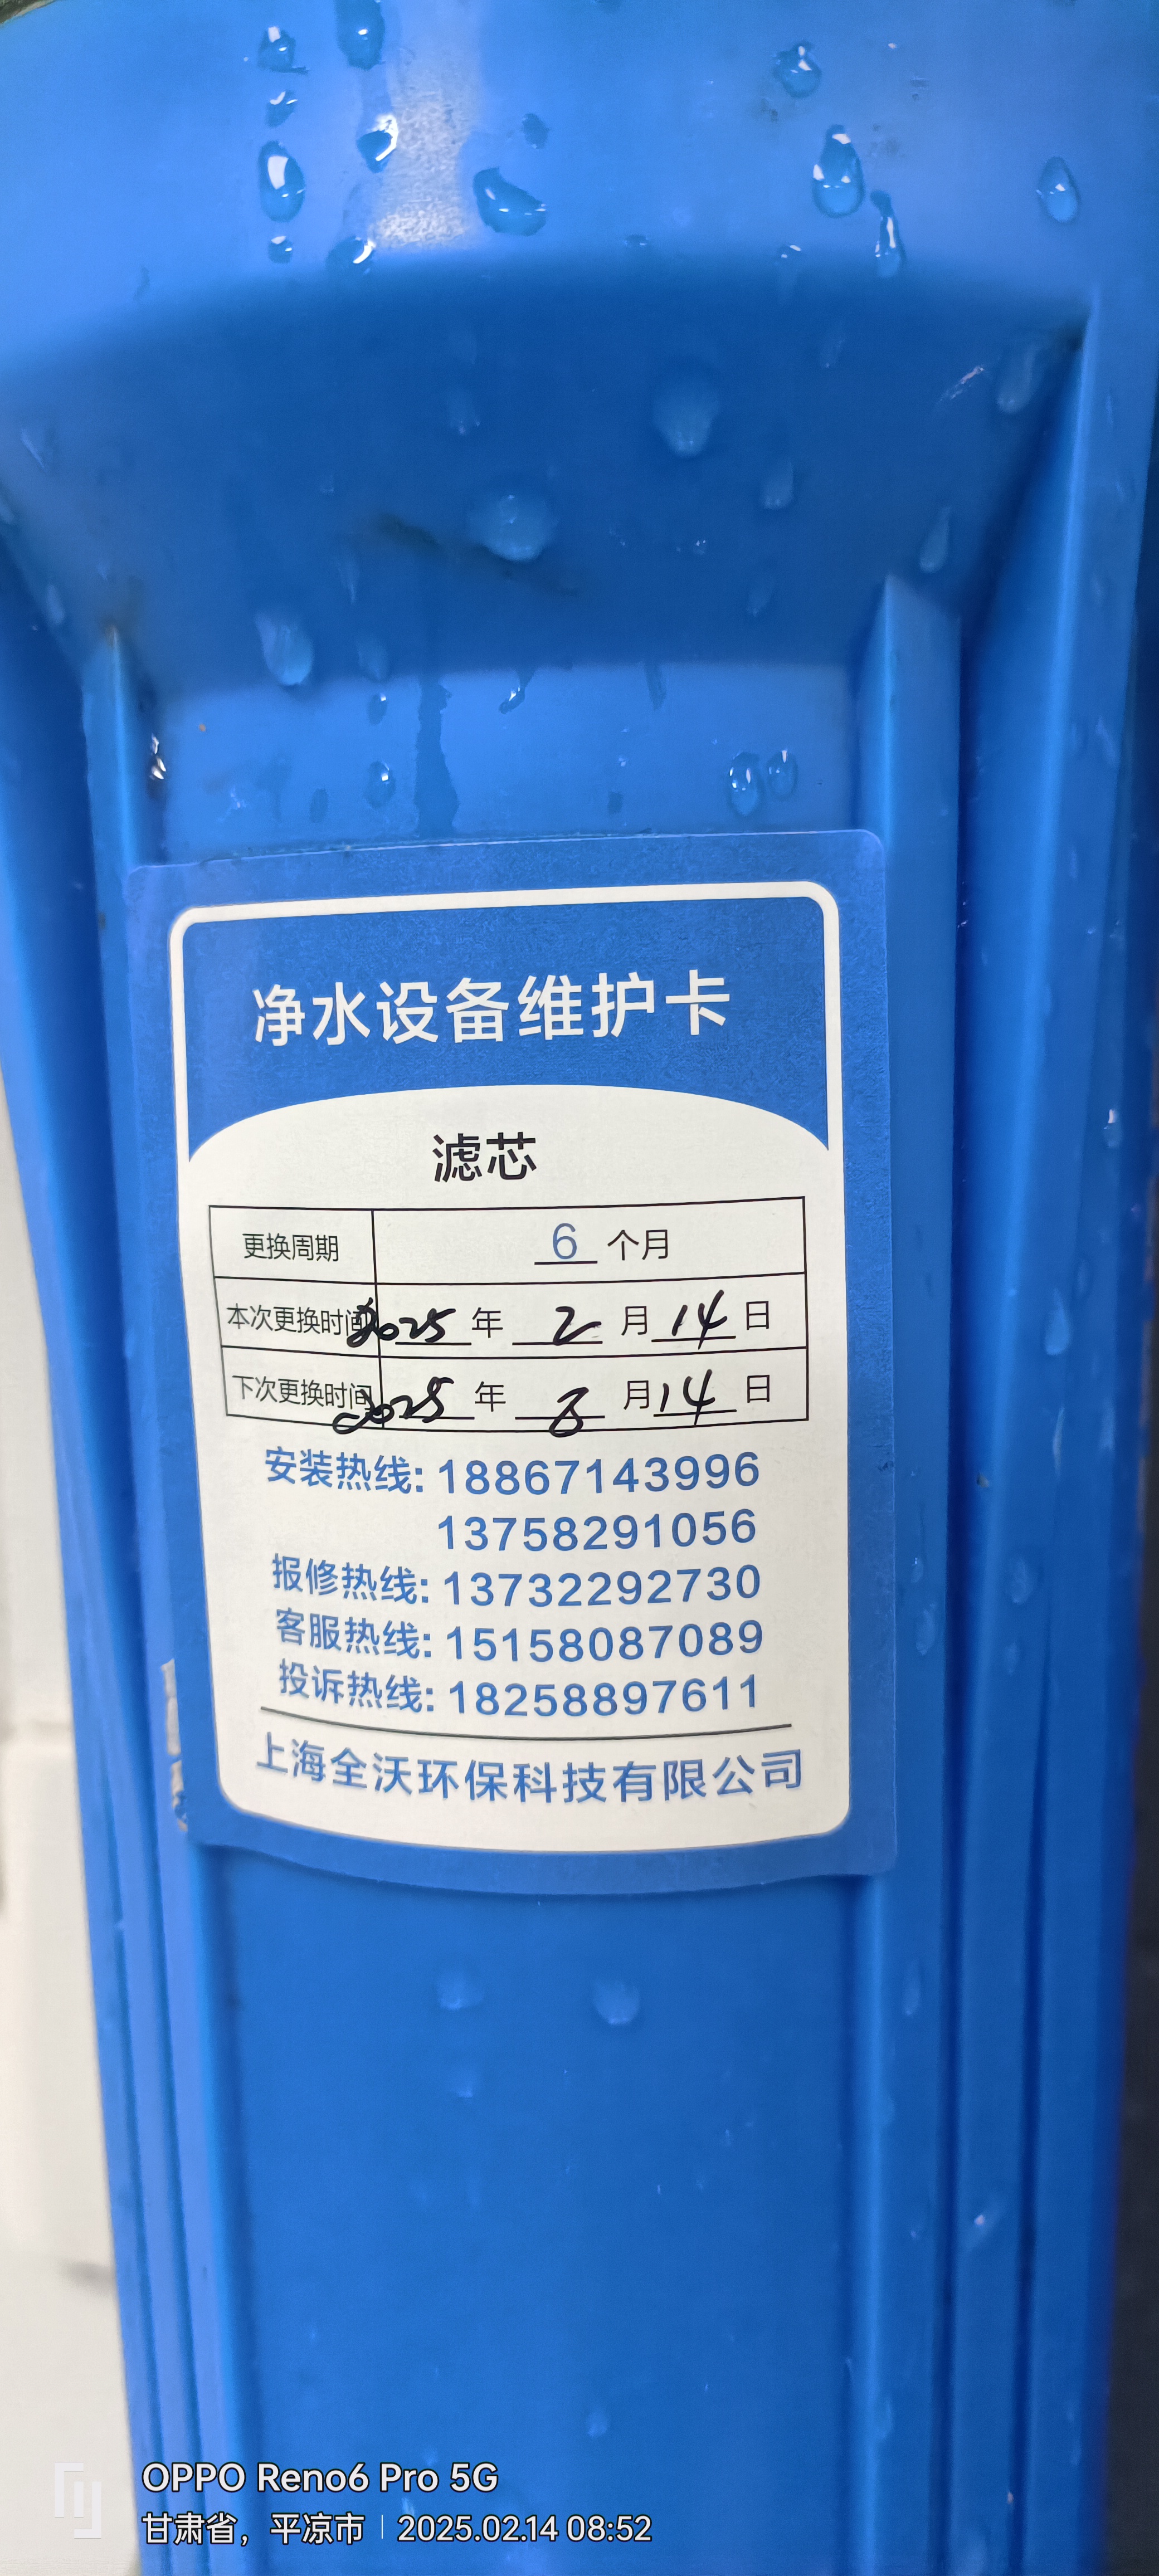 净水设备维护卡
滤芯
更换周期 6 个月
本次更换时间 2025 年 2 月 14 日
下次更换时间 2025 年 8 月 14 日
安装热线: 18867143996
13758291056
报修热线: 13732292730
客服热线: 15158087089
投诉热线: 18258897611
上海全沃环保科技有限公司
OPPO Reno6 Pro 5G
甘肃省，平凉市 | 2025.02.14 08:52